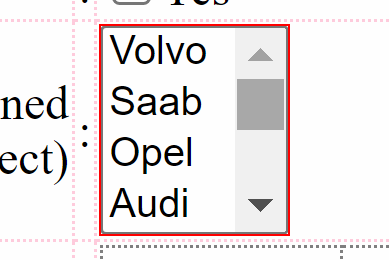 : Yes
Volvo
Saab
ned
:
Opel
ect)
Audi